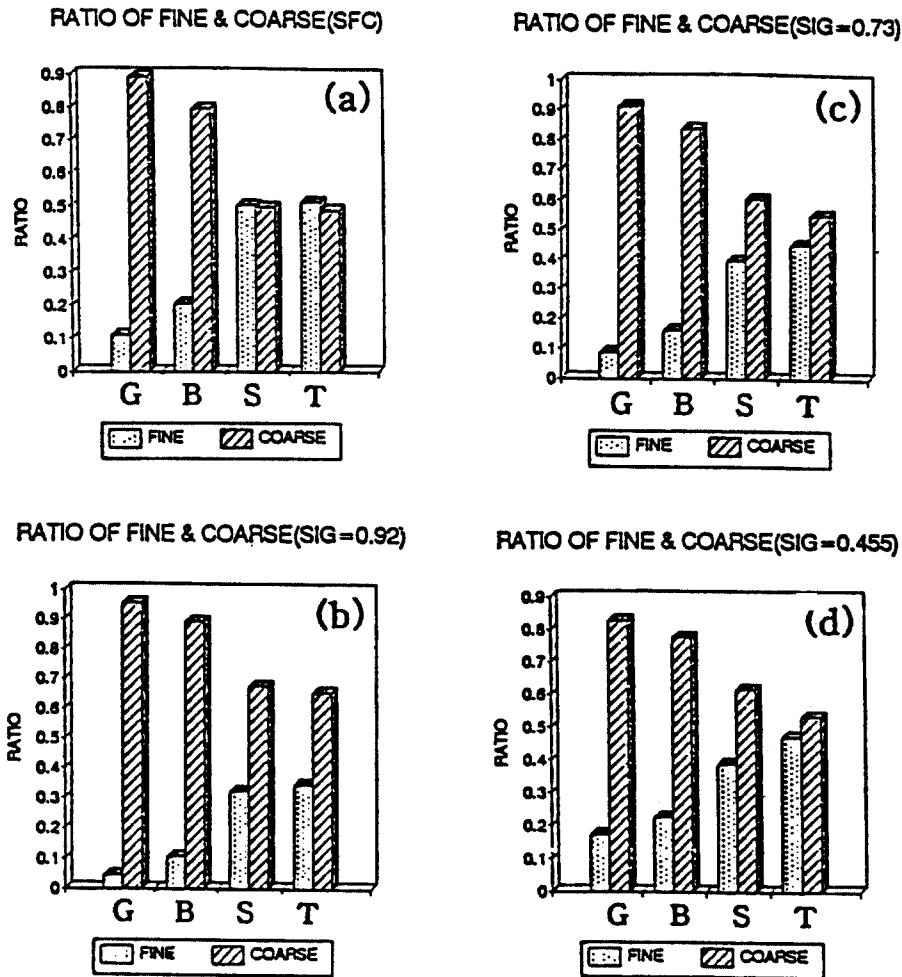 RATIO OF FINE & COARSE(SFC)
(a)
0.9
0.8
0.7
0.6
0.5
0.4
0.3
0.2
0.1
0
RATIO
G B S T
FINE COARSE
RATIO OF FINE & COARSE(SIG=0.73)
(c)
1
0.9
0.8
0.7
0.6
0.5
0.4
0.3
0.2
0.1
0
RATIO
G B S T
FINE COARSE
RATIO OF FINE & COARSE(SIG=0.92)
(b)
1
0.9
0.8
0.7
0.6
0.5
0.4
0.3
0.2
0.1
0
RATIO
G B S T
FINE COARSE
RATIO OF FINE & COARSE(SIG=0.455)
(d)
0.9
0.8
0.7
0.6
0.5
0.4
0.3
0.2
0.1
0
RATIO
G B S T
FINE COARSE